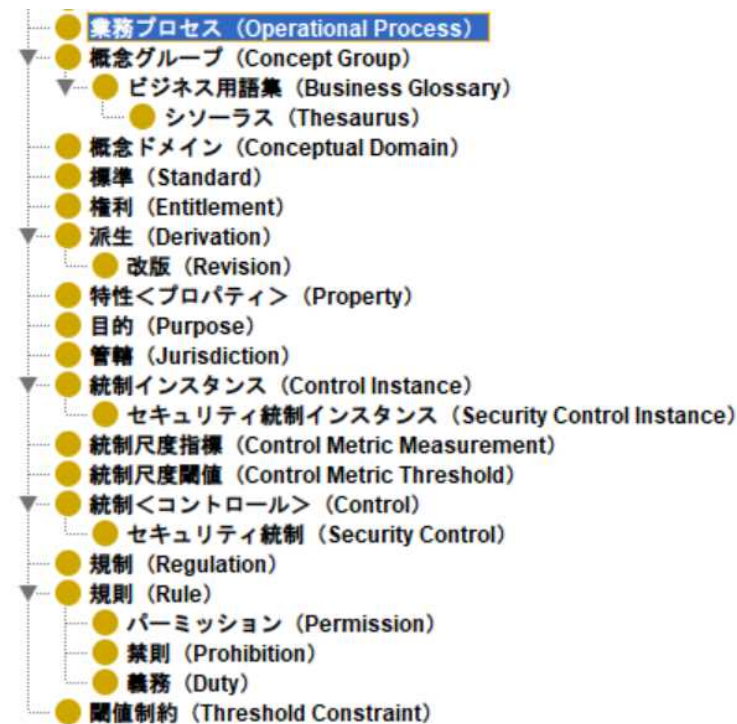 業務プロセス（Operational Process）
概念グループ（Concept Group）
ビジネス用語集（Business Glossary）
シソーラス（Thesaurus）
概念ドメイン（Conceptual Domain）
標準（Standard）
権利（Entitlement）
派生（Derivation）
改版（Revision）
特性＜プロパティ＞（Property）
目的（Purpose）
管轄（Jurisdiction）
統制インスタンス（Control Instance）
セキュリティ統制インスタンス（Security Control Instance）
統制尺度指標（Control Metric Measurement）
統制尺度閾値（Control Metric Threshold）
統制＜コントロール＞（Control）
セキュリティ統制（Security Control）
規制（Regulation）
規則（Rule）
パーミッション（Permission）
禁則（Prohibition）
義務（Duty）
閾値制約（Threshold Constraint）